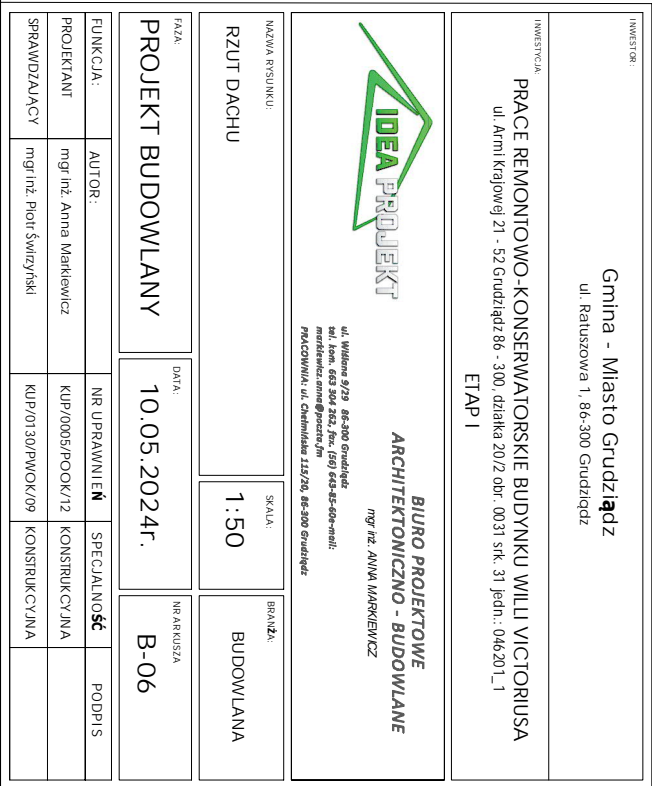 INWESTOR:
Gmina - Miasto Grudziądz
ul. Ratuszowa 1, 86-300 Grudziądz
INWESTYCJA:
PRACE REMONTOWO-KONSERWATORSKIE BUDYNKU WILLI VICTORIUSA
ul. Armi Krajowej 21 - 52 Grudziądz 86 - 300, działka 20/2 obr. 0031 srk. 31 jedn.: 046201_1
ETAP I
IDEA PROJEKT
BIURO PROJEKTOWE
ARCHITEKTONICZNO - BUDOWLANE
mgr inż. ANNA MARKIEWICZ
ul. Wiślana 9/29 86-300 Grudziądz
tel. kom. 663 304 262, fax. (56) 643-85-60e-mail:
markiewicz.anna@poczta.fm
PRACOWNIA: ul. Chełmińska 115/20, 86-300 Grudziądz
NAZWA RYSUNKU:
RZUT DACHU
SKALA:
1:50
BRANŻA:
BUDOWLANA
FAZA:
PROJEKT BUDOWLANY
DATA:
10.05.2024r.
NR ARKUSZA
B-06
FUNKCJA: AUTOR: NR UPRAWNIEŃ SPECJALNOŚĆ PODPIS
PROJEKTANT mgr inż. Anna Markiewicz KUP/0005/POOK/12 KONSTRUKCYJNA
SPRAWDZAJĄCY mgr inż. Piotr Świrzyński KUP/0130/PWOK/09 KONSTRUKCYJNA